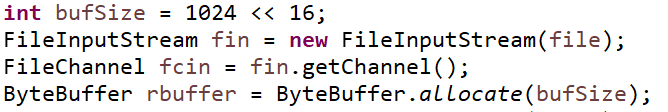 int bufSize = 1024 << 16;
FileInputStream fin = new FileInputStream(file);
FileChannel fcin = fin.getChannel();
ByteBuffer rbuffer = ByteBuffer.allocate(bufSize);